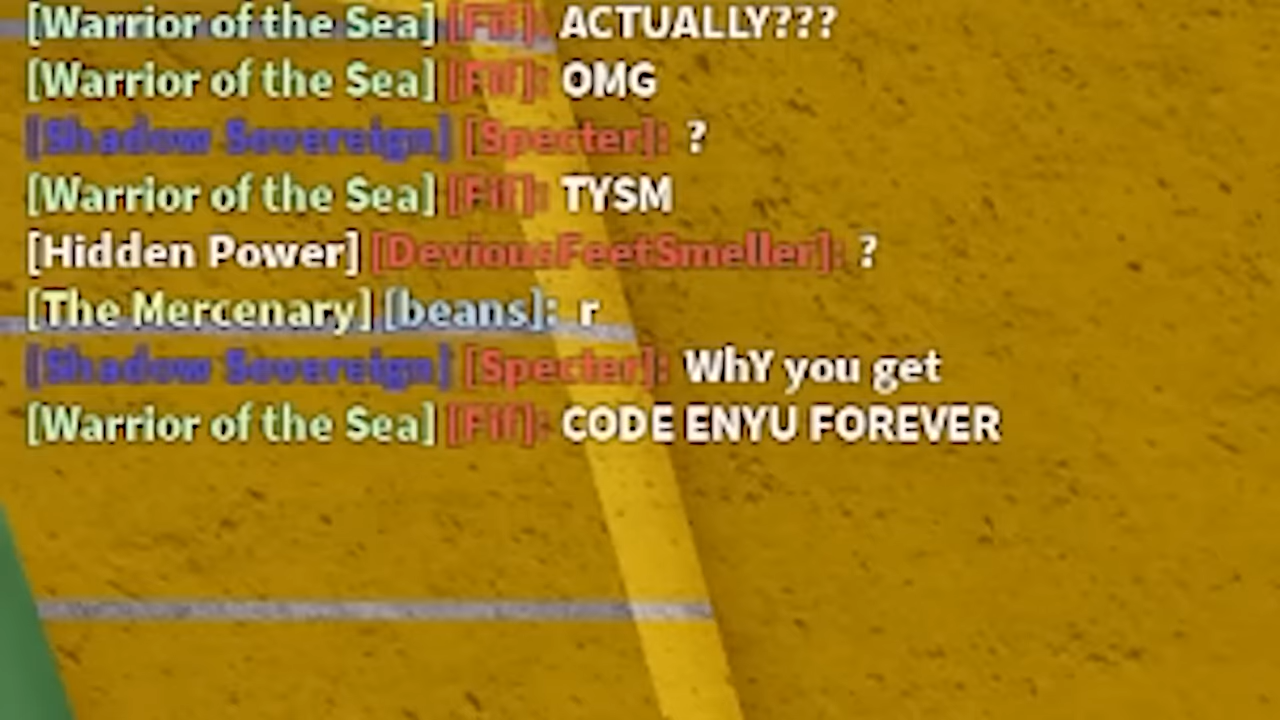 [Warrior of the Sea] [Fif]: ACTUALLY???
[Warrior of the Sea] [Fif]: OMG
[Shadow Sovereign] [Specter]: ?
[Warrior of the Sea] [Fif]: TYSM
[Hidden Power] [DeviousFeetSmeller]: ?
[The Mercenary] [beans]: r
[Shadow Sovereign] [Specter]: WhY you get
[Warrior of the Sea] [Fif]: CODE ENYU FOREVER